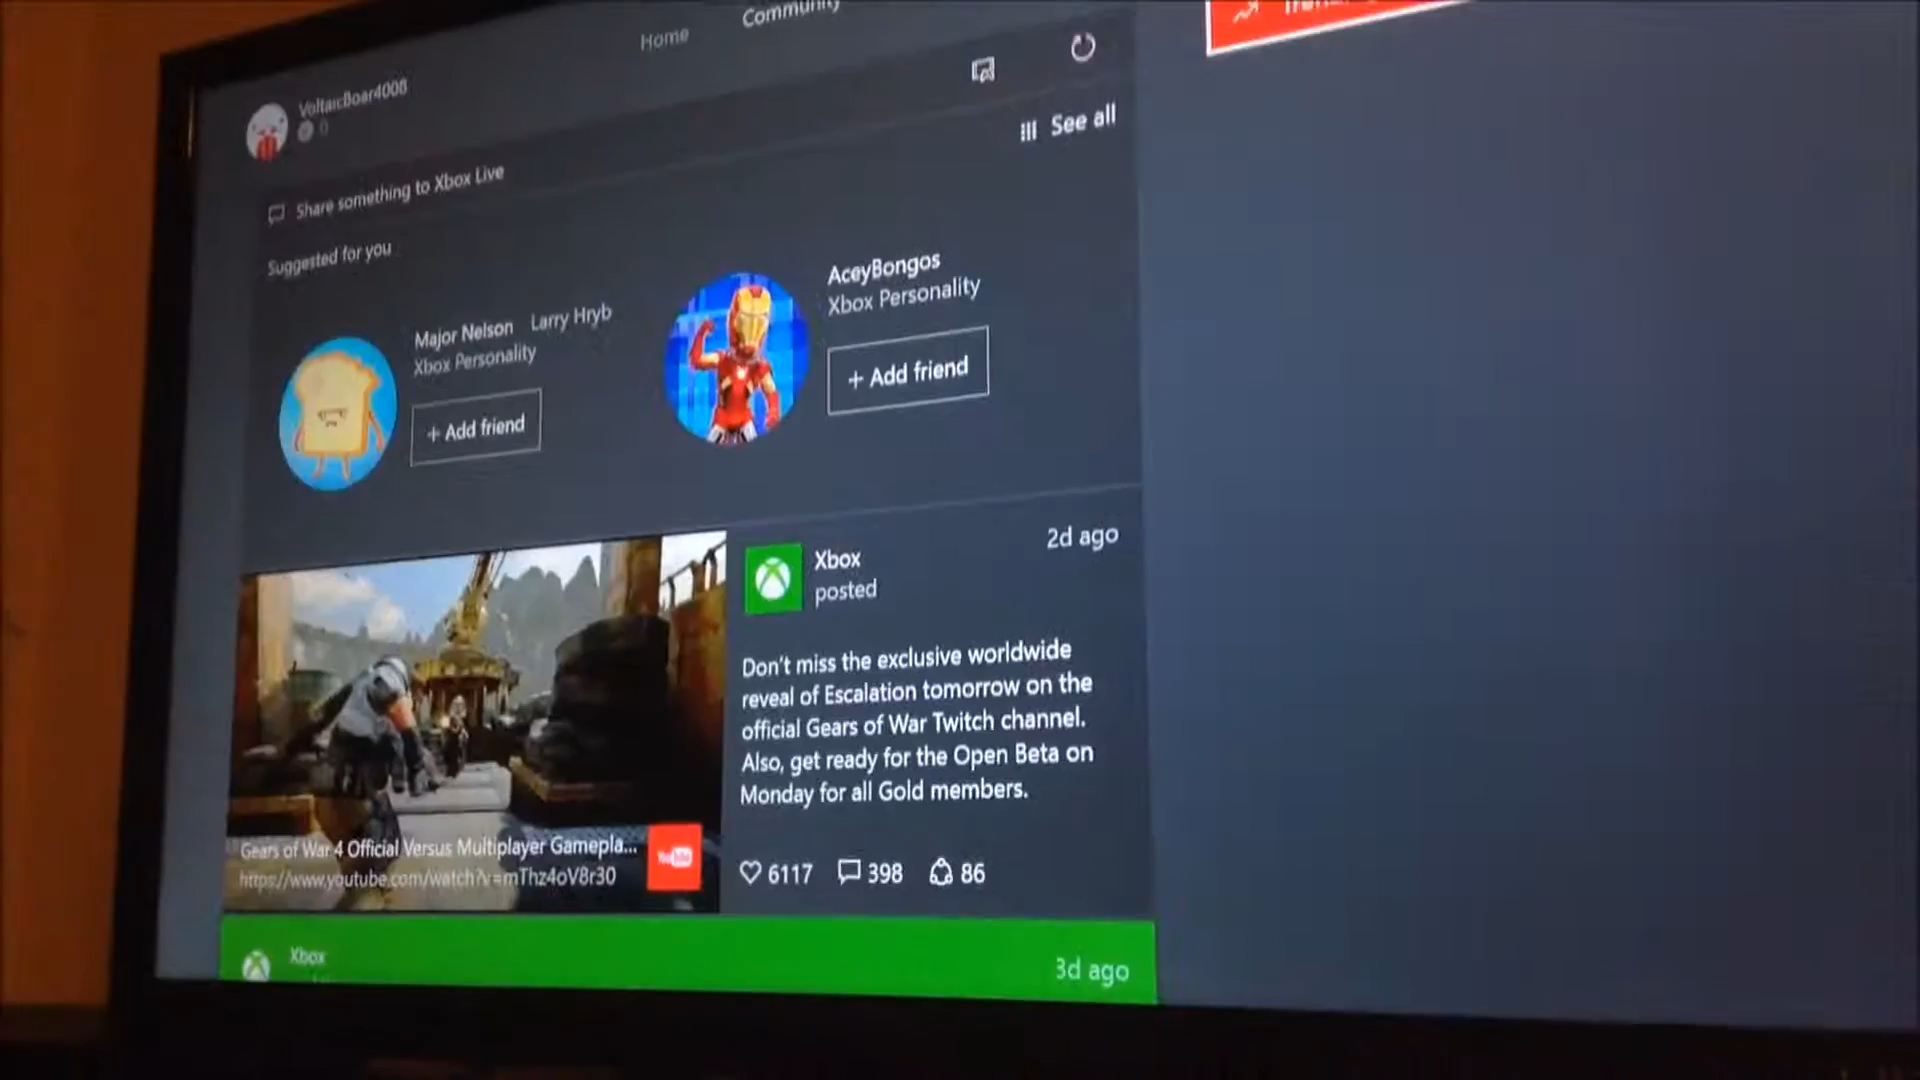 Home
Community
VoltaicBoar4008
0
See all
Share something to Xbox Live
Suggested for you
Major Nelson Larry Hryb
Xbox Personality
+ Add friend
AceyBongos
Xbox Personality
+ Add friend
Xbox
posted
2d ago
Don't miss the exclusive worldwide
reveal of Escalation tomorrow on the
official Gears of War Twitch channel.
Also, get ready for the Open Beta on
Monday for all Gold members.
6117 398 86
Gears of War 4 Official Versus Multiplayer Gamepla...
https://www.youtube.com/watch?v=mThz4oV8r30
YouTube
Xbox
3d ago